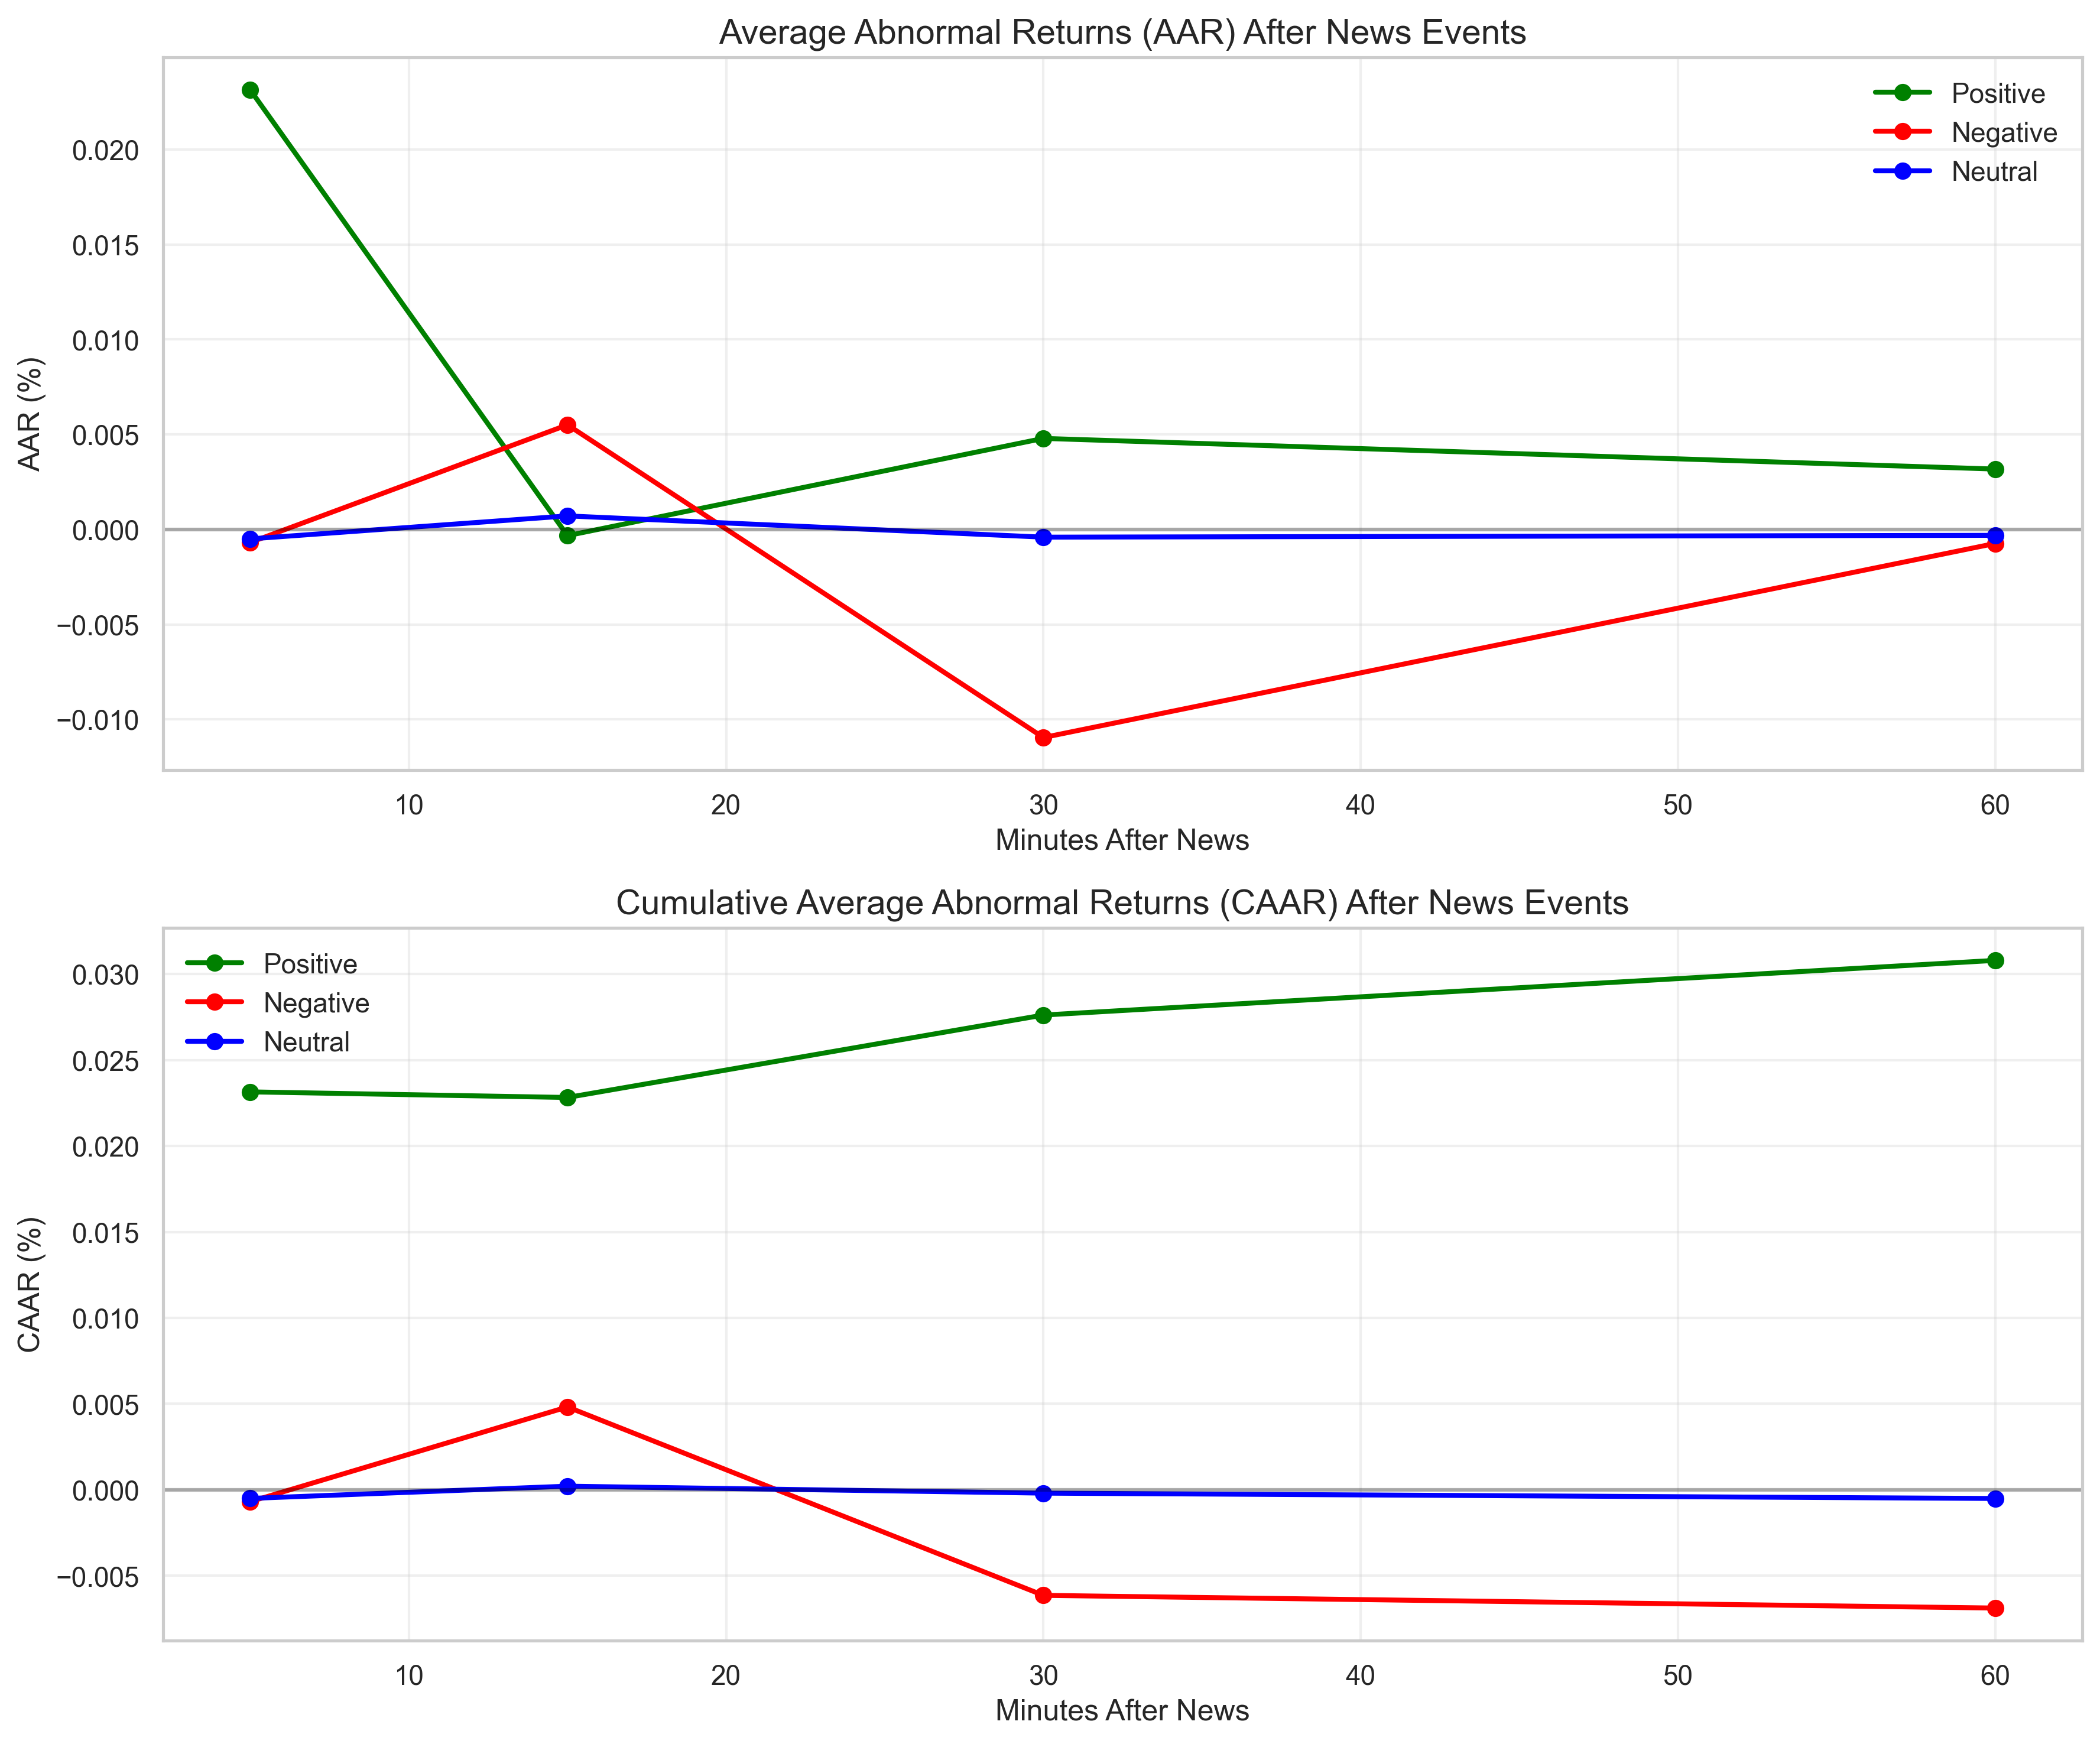 Average Abnormal Returns (AAR) After News Events
Positive
Negative
Neutral
0.020
0.015
0.010
0.005
0.000
−0.005
−0.010
AAR (%)
10 20 30 40 50 60
Minutes After News
Cumulative Average Abnormal Returns (CAAR) After News Events
Positive
Negative
Neutral
0.030
0.025
0.020
0.015
0.010
0.005
0.000
−0.005
CAAR (%)
10 20 30 40 50 60
Minutes After News